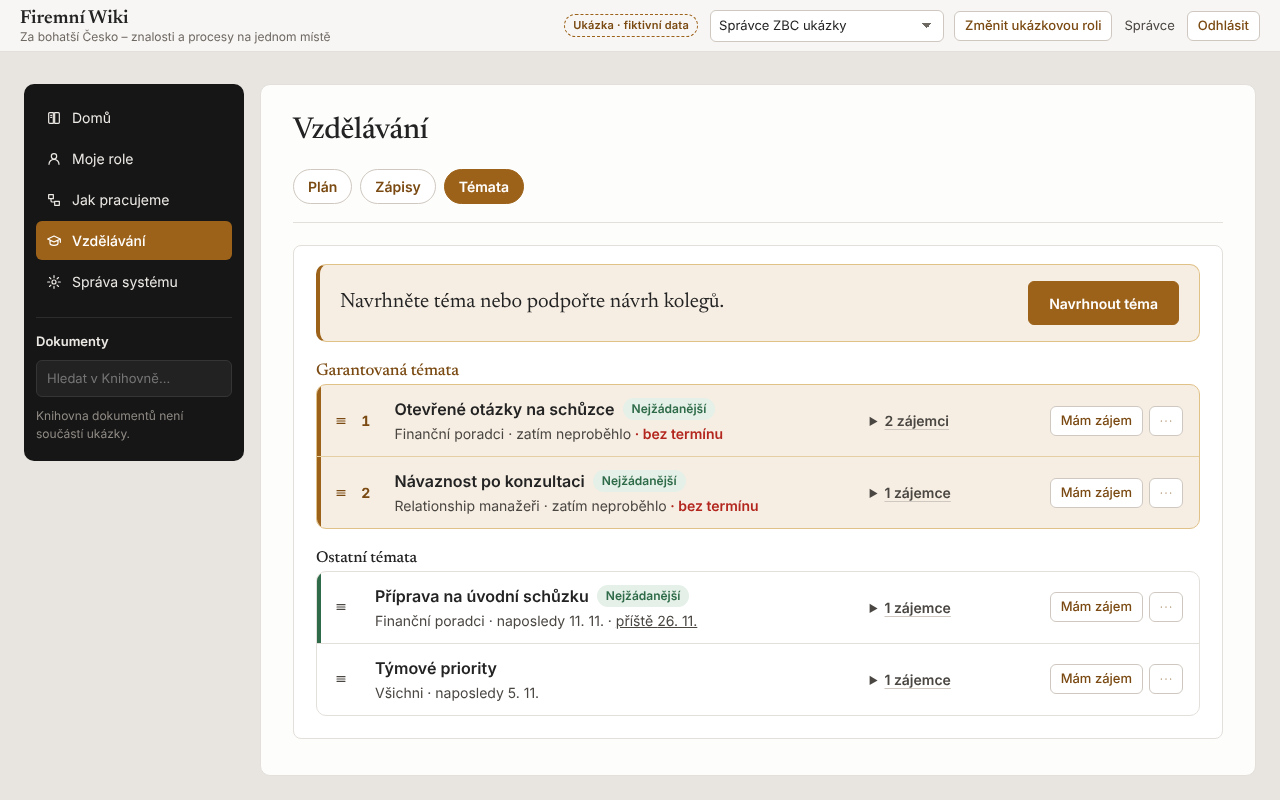 Firemní Wiki
Za bohatší Česko – znalosti a procesy na jednom místě
Ukázka · fiktivní data
Správce ZBC ukázky
Změnit ukázkovou roli
Správce
Odhlásit
Domů
Moje role
Jak pracujeme
Vzdělávání
Správa systému
Dokumenty
Hledat v Knihovně...
Knihovna dokumentů není
součástí ukázky.
Vzdělávání
Plán
Zápisy
Témata
Navrhněte téma nebo podpořte návrh kolegů.
Navrhnout téma
Garantovaná témata
1
Otevřené otázky na schůzce
Nejžádanější
Finanční poradci · zatím neproběhlo · bez termínu
2 zájemci
Mám zájem
...
2
Návaznost po konzultaci
Nejžádanější
Relationship manažeři · zatím neproběhlo · bez termínu
1 zájemce
Mám zájem
...
Ostatní témata
Příprava na úvodní schůzku
Nejžádanější
Finanční poradci · naposledy 11. 11. · příště 26. 11.
1 zájemce
Mám zájem
...
Týmové priority
Všichni · naposledy 5. 11.
1 zájemce
Mám zájem
...